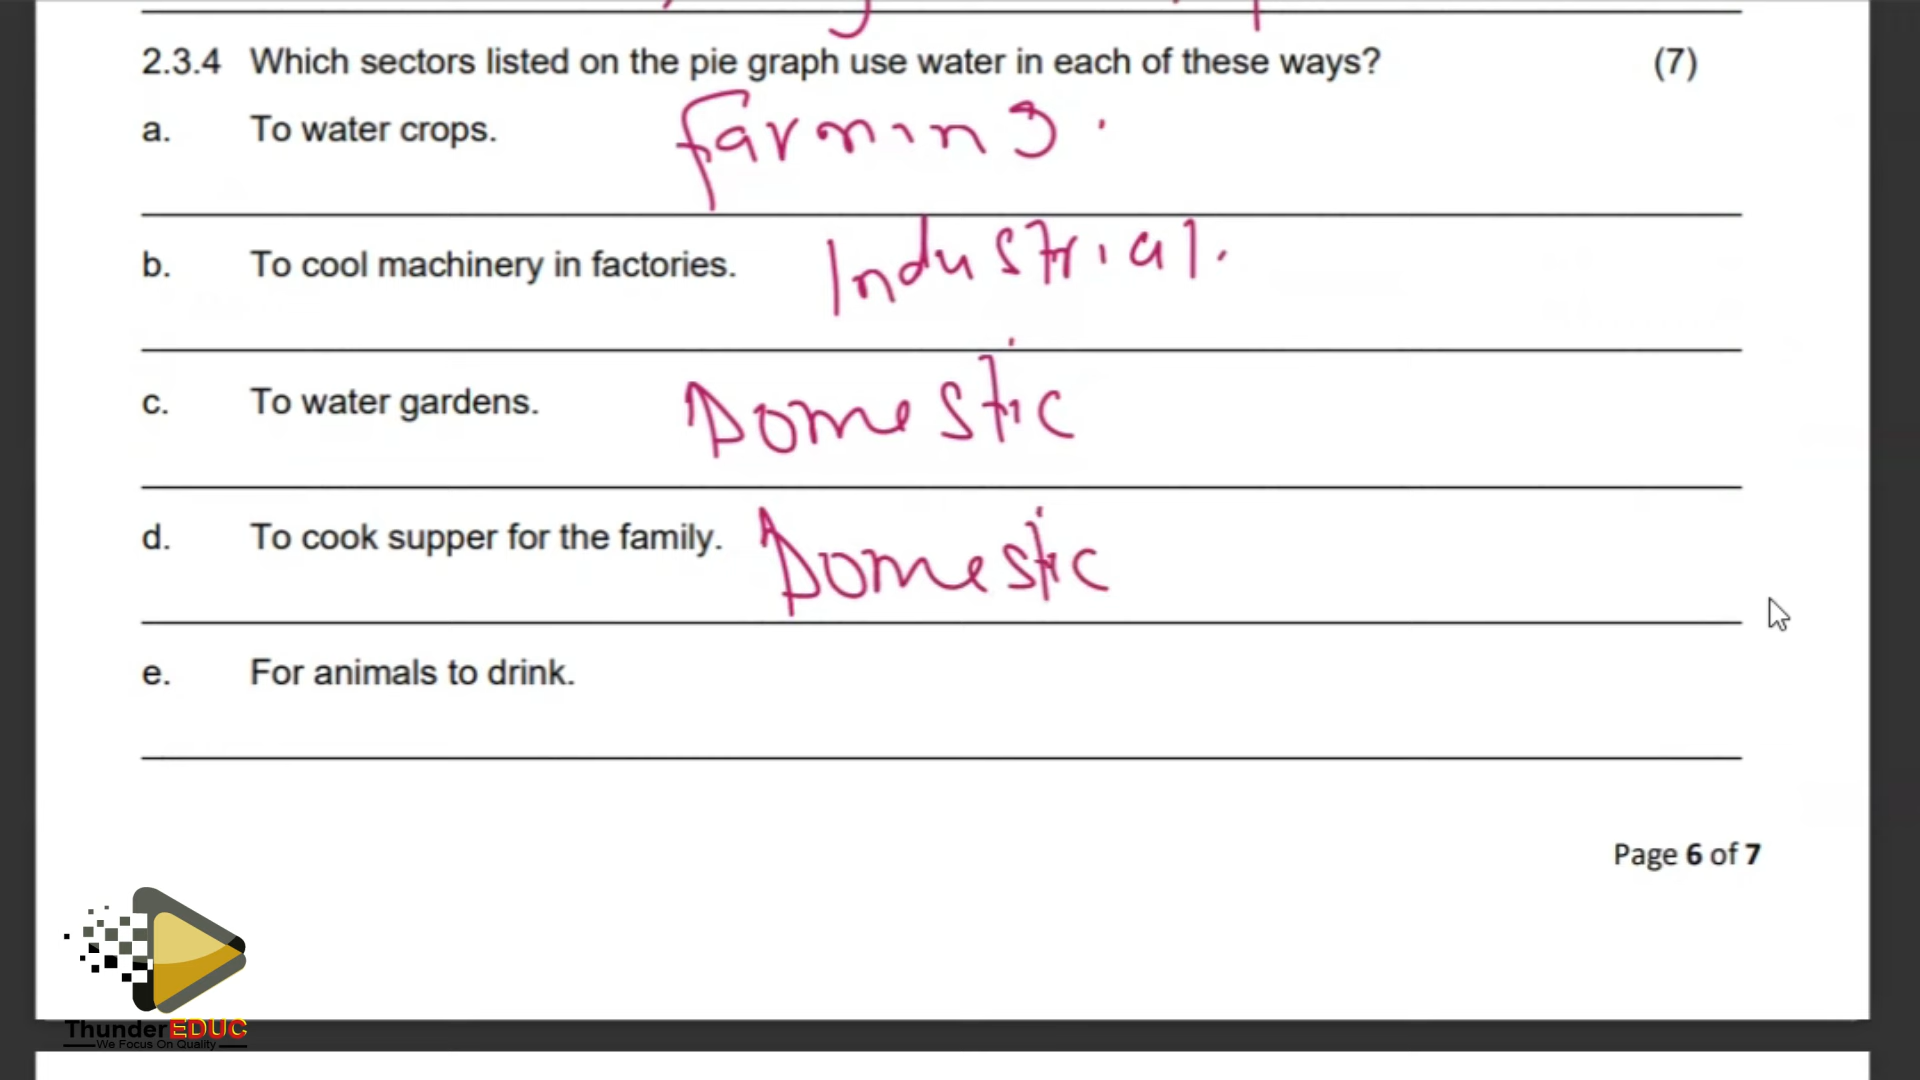 2.3.4 Which sectors listed on the pie graph use water in each of these ways? (7)
a. To water crops. Farming.
b. To cool machinery in factories. Industrial.
c. To water gardens. Domestic
d. To cook supper for the family. Domestic
e. For animals to drink.
Page 6 of 7
ThunderEDUC
We Focus On Quality